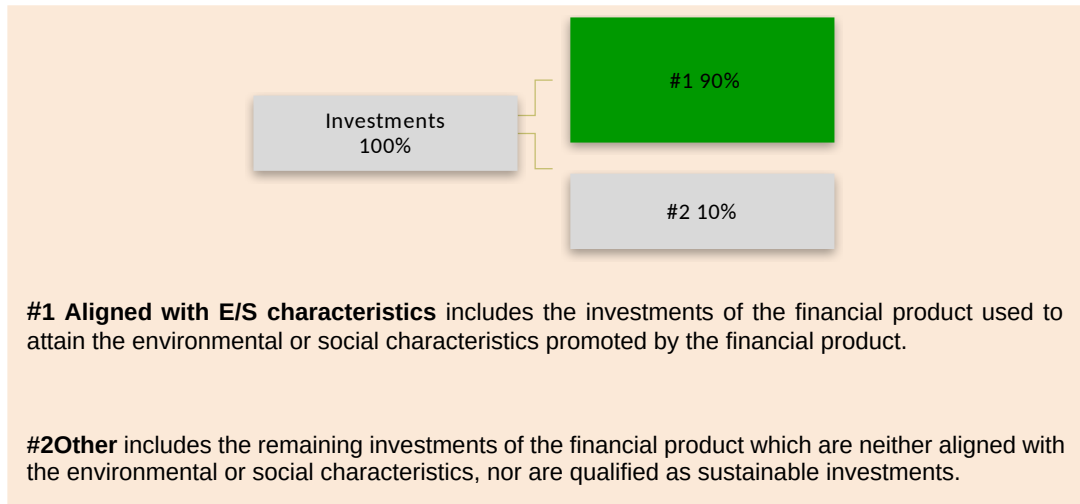 #1 90%
Investments
100%
#2 10%
#1 Aligned with E/S characteristics includes the investments of the financial product used to
attain the environmental or social characteristics promoted by the financial product.
#2Other includes the remaining investments of the financial product which are neither aligned with
the environmental or social characteristics, nor are qualified as sustainable investments.